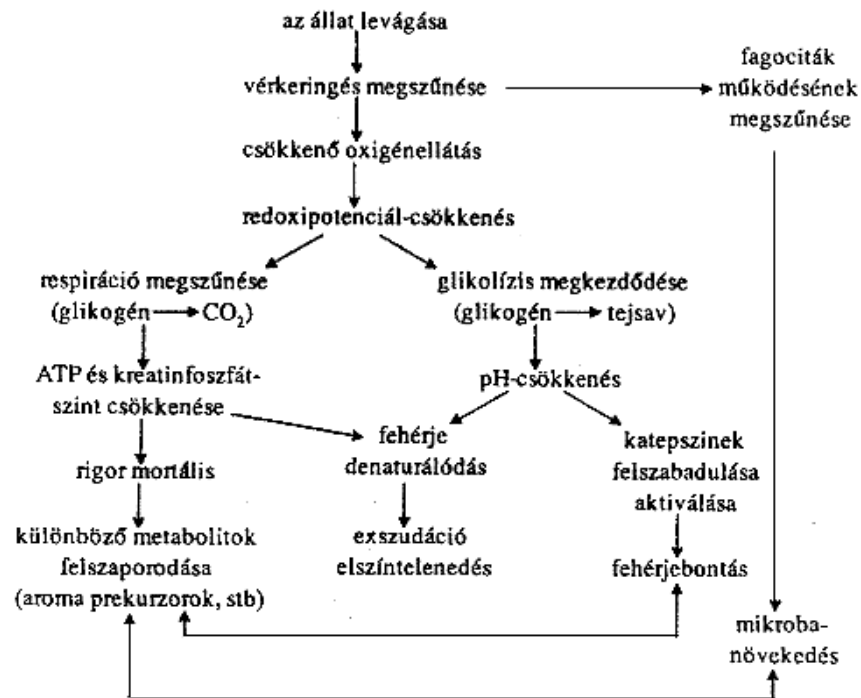 az állat levágása
vérkeringés megszűnése
fagociták
működésének
megszűnése
csökkenő oxigénellátás
redoxipotenciál-csökkenés
respiráció megszűnése
(glikogén → CO₂)
glikolízis megkezdődése
(glikogén → tejsav)
ATP és kreatinfoszfát-
szint csökkenése
pH-csökkenés
rigor mortális
fehérje
denaturálódás
katepszinek
felszabadulása
aktiválása
különböző metabolitok
felszaporodása
(aroma prekurzorok, stb)
exszudáció
elszíntelenedés
fehérjebontás
mikroba-
növekedés